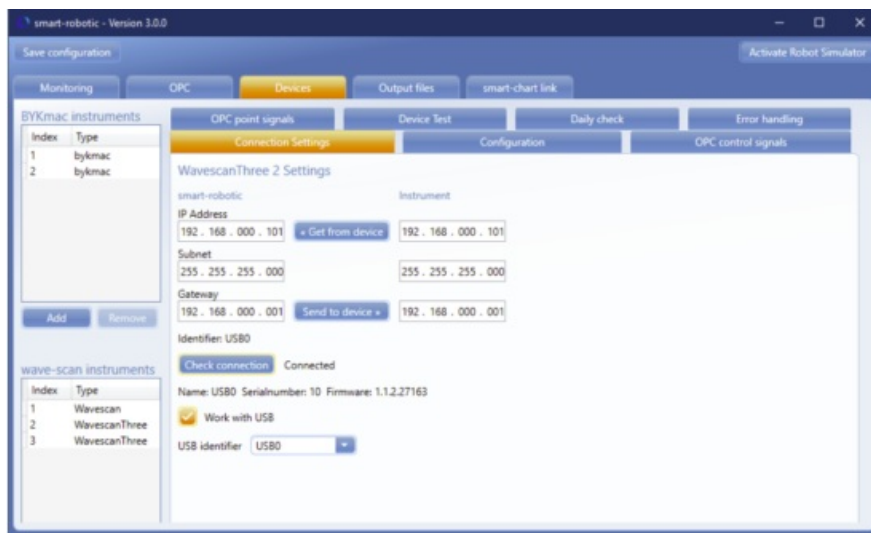 smart-robotic - Version 3.0.0
Save configuration
Activate Robot Simulator
Monitoring OPC Devices Output files smart-chart link
BYKmac instruments
Index Type
1 bykmac
2 bykmac
Add Remove
wave-scan instruments
Index Type
1 Wavescan
2 WavescanThree
3 WavescanThree
OPC point signals Device Test Daily check Error handling
Connection Settings Configuration OPC control signals
WavescanThree 2 Settings
smart-robotic Instrument
IP Address
192 . 168 . 000 . 101 « Get from device 192 . 168 . 000 . 101
Subnet
255 . 255 . 255 . 000 255 . 255 . 255 . 000
Gateway
192 . 168 . 000 . 001 Send to device » 192 . 168 . 000 . 001
Identifier: USB0
Check connection Connected
Name: USB0 Serialnumber: 10 Firmware: 1.1.2.27163
Work with USB
USB identifier USB0